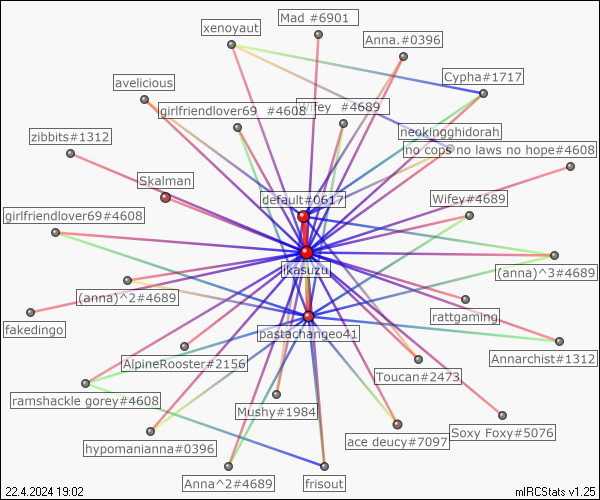 Mad #6901
xenoyaut
Anna.#0396
Cypha#1717
avelicious
girlfriendlover69 #4608
Wifey #4689
neokingghidorah
zibbits#1312
no cops no laws no hope#4608
Skalman
default#0617
Wifey#4689
girlfriendlover69#4608
ikasuzu
(anna)^3#4689
(anna)^2#4689
rattgaming
fakedingo
pastachangeo41
Annarchist#1312
AlpineRooster#2156
Toucan#2473
ramshackle gorey#4608
Mushy#1984
Soxy Foxy#5076
hypomanianna#0396
ace deucy#7097
Anna^2#4689
frisout
22.4.2024 19:02
mIRCStats v1.25